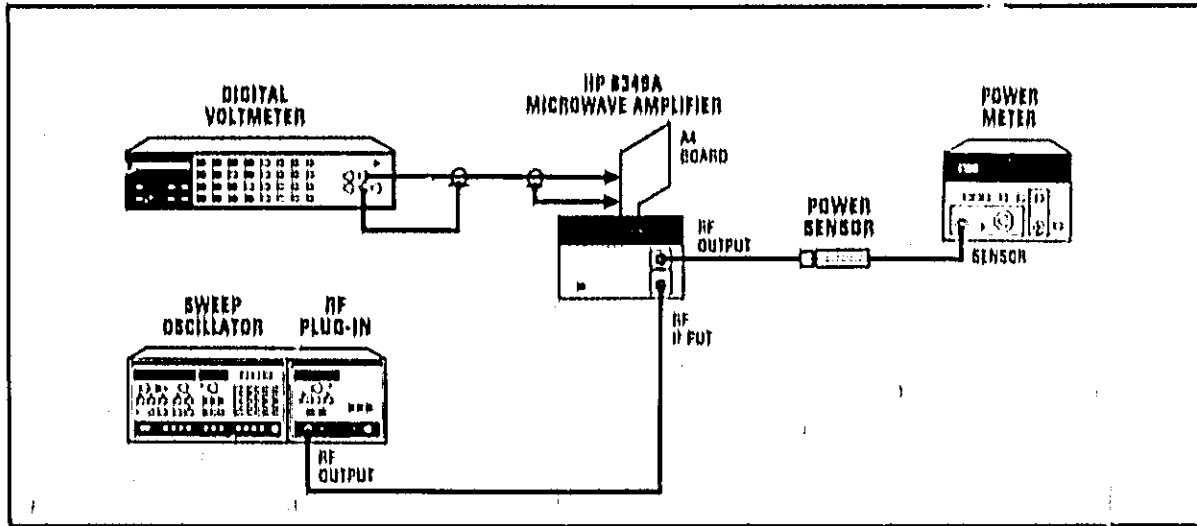 DIGITAL
VOLTMETER
HP 8349A
MICROWAVE AMPLIFIER
A4
BOARD
POWER
METER
RF
OUTPUT
POWER
SENSOR
SENSOR
SWEEP
OSCILLATOR
RF
PLUG-IN
RF
INPUT
RF
OUTPUT